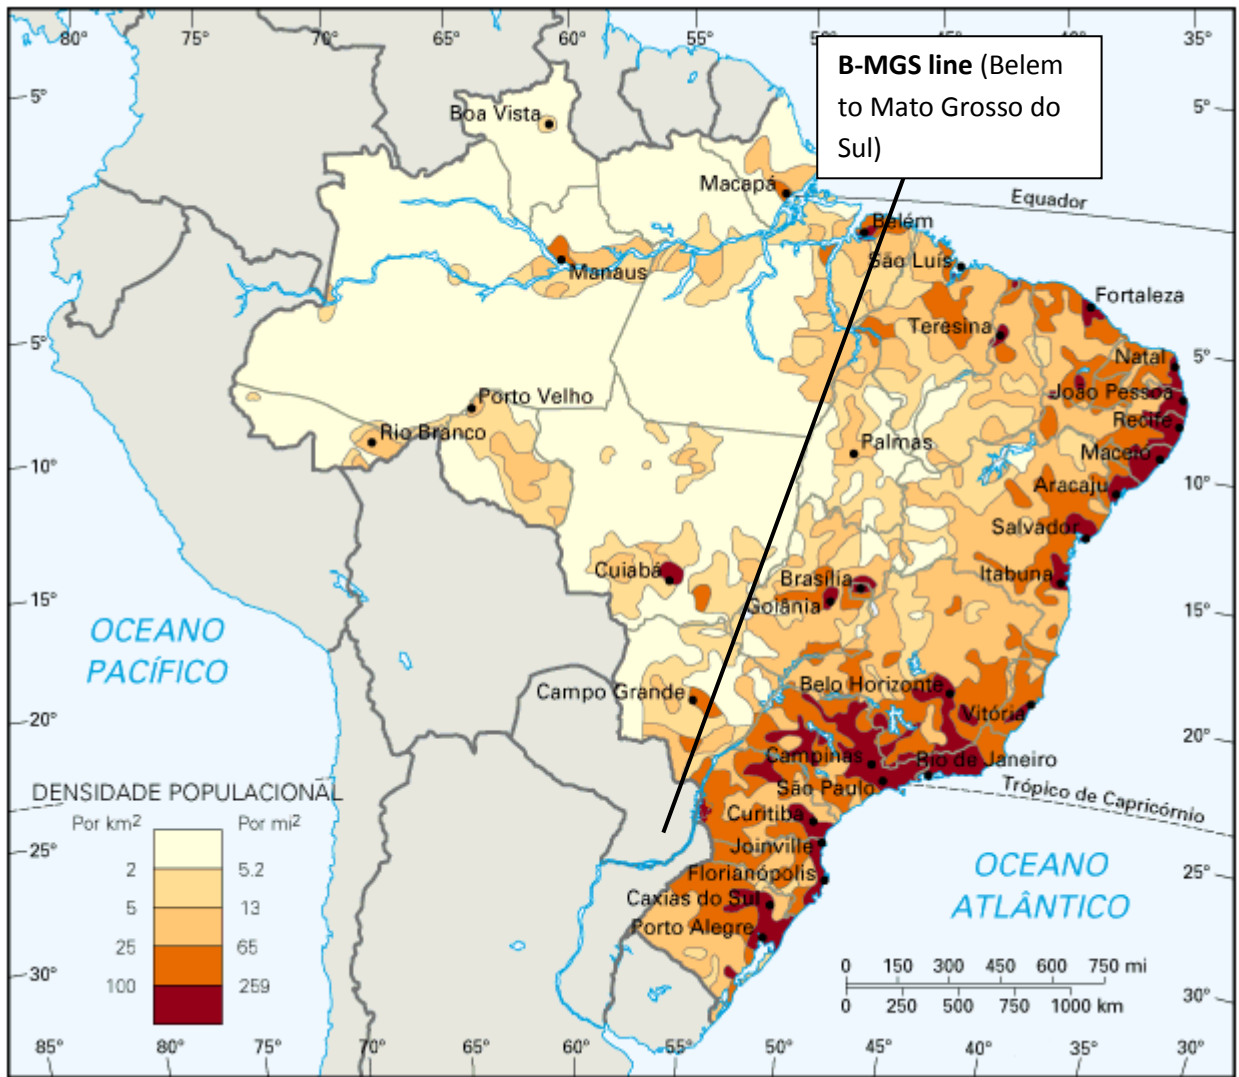 80°
75°
70°
65°
60°
55°
50°
45°
40°
35°
B-MGS line (Belem
to Mato Grosso do
Sul)
5°
5°
Boa Vista
Macapá
Equador
Belém
São Luís
Manaus
Fortaleza
Teresina
5°
5°
Natal
João Pessoa
Porto Velho
Recife
Rio Branco
Palmas
Maceió
10°
10°
Aracaju
Salvador
Cuiabá
Brasília
Itabuna
Goiânia
15°
15°
OCEANO
PACÍFICO
Campo Grande
Belo Horizonte
Vitória
20°
20°
Campinas
Rio de Janeiro
São Paulo
Trópico de Capricórnio
DENSIDADE POPULACIONAL
Por km2
Por mi2
Curitiba
Joinville
25°
2
5.2
Florianópolis
OCEANO
ATLÂNTICO
25°
5
13
Caxias do Sul
Porto Alegre
25
65
30°
100
259
0 150 300 450 600 750 mi
0 250 500 750 1000 km
30°
85°
80°
75°
70°
65°
60°
55°
50°
45°
40°
35°
30°